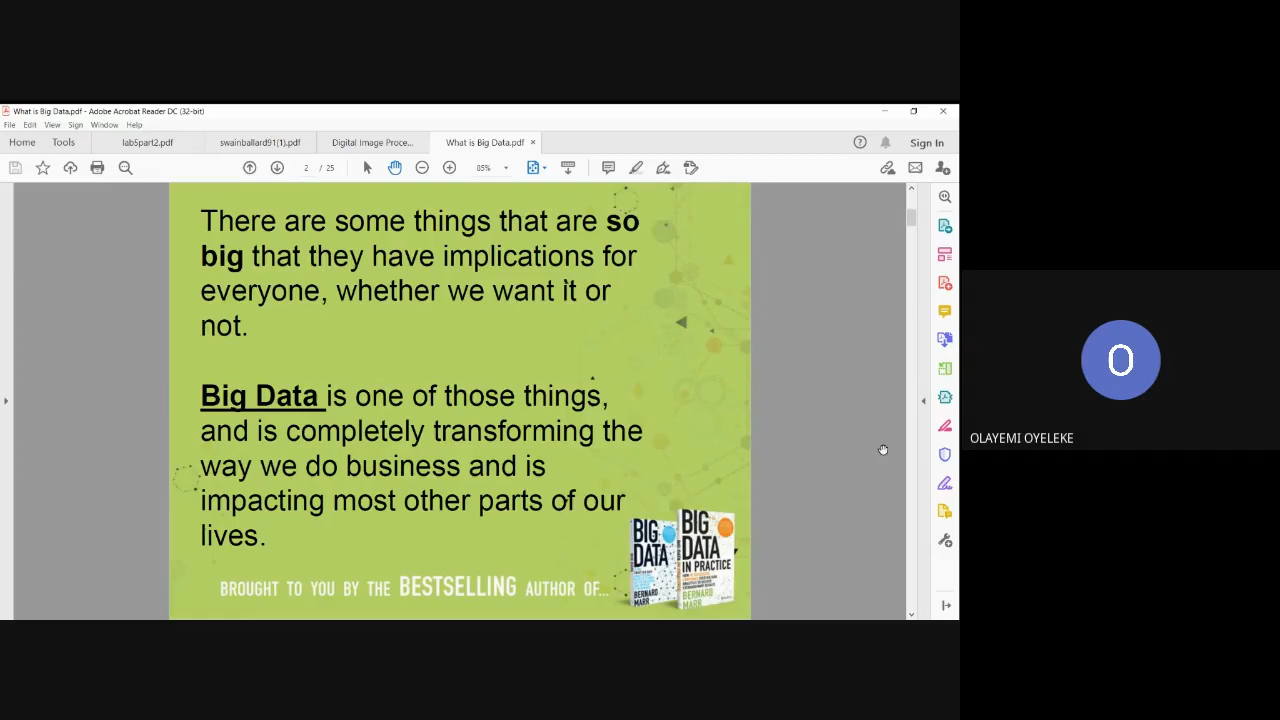 What is Big Data.pdf - Adobe Acrobat Reader DC (32-bit)
File Edit View Sign Window Help
Home Tools lab5part2.pdf swainballard91(1).pdf Digital Image Proce... What is Big Data.pdf × Sign In
2 / 25 85%
There are some things that are so
big that they have implications for
everyone, whether we want it or
not.
Big Data is one of those things,
and is completely transforming the
way we do business and is
impacting most other parts of our
lives.
BROUGHT TO YOU BY THE BESTSELLING AUTHOR OF...
BIG
DATA
BERNARD
MARR
BIG
DATA
IN PRACTICE
BERNARD
MARR
O
OLAYEMI OYELEKE